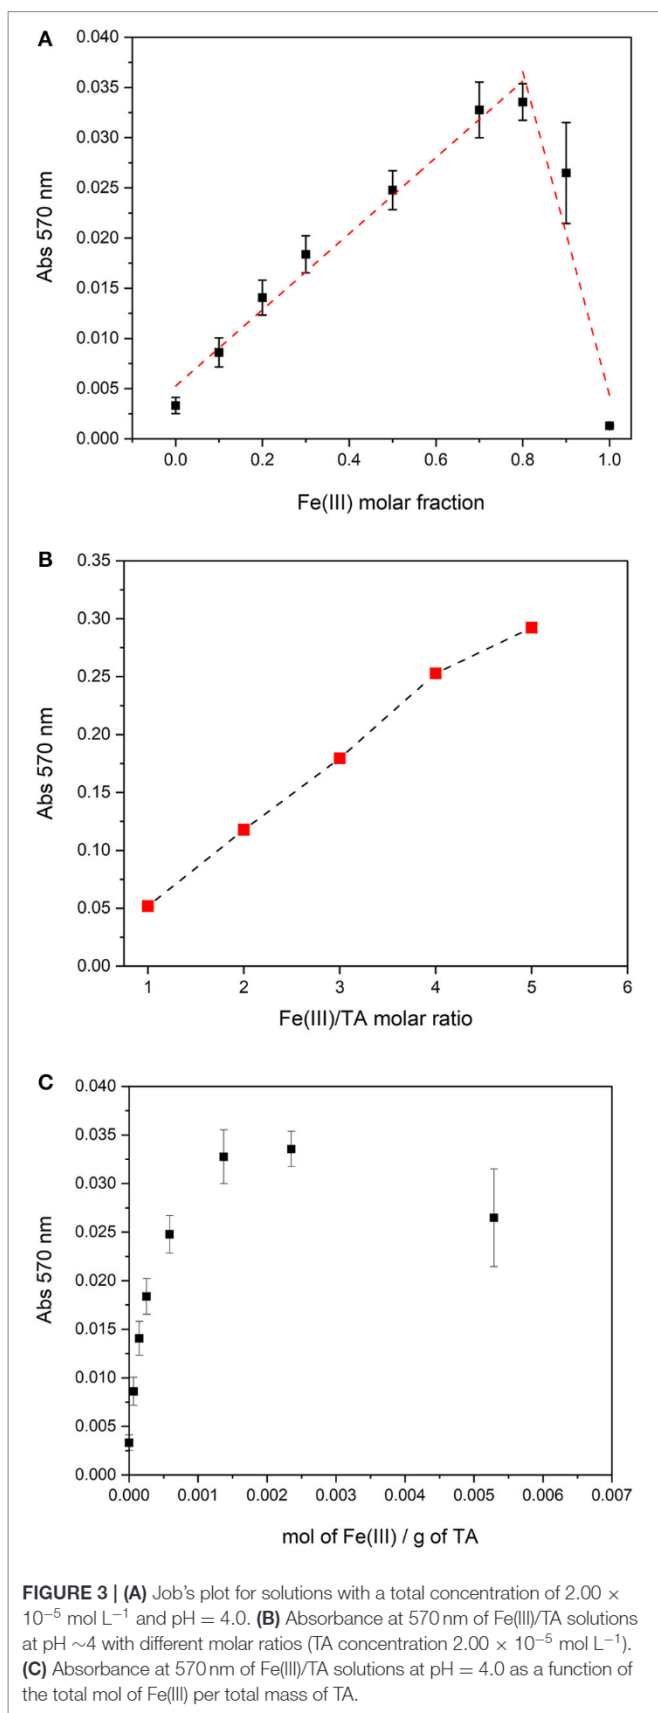 A
0.040
0.035
0.030
0.025
0.020
0.015
0.010
0.005
0.000
Abs 570 nm
0.0 0.2 0.4 0.6 0.8 1.0
Fe(III) molar fraction
B
0.35
0.30
0.25
0.20
0.15
0.10
0.05
0.00
Abs 570 nm
1 2 3 4 5 6
Fe(III)/TA molar ratio
C
0.040
0.035
0.030
0.025
0.020
0.015
0.010
0.005
0.000
Abs 570 nm
0.000 0.001 0.002 0.003 0.004 0.005 0.006 0.007
mol of Fe(III) / g of TA
FIGURE 3 | (A) Job's plot for solutions with a total concentration of 2.00 ×
10⁻⁵ mol L⁻¹ and pH = 4.0. (B) Absorbance at 570 nm of Fe(III)/TA solutions
at pH ~4 with different molar ratios (TA concentration 2.00 × 10⁻⁵ mol L⁻¹).
(C) Absorbance at 570 nm of Fe(III)/TA solutions at pH = 4.0 as a function of
the total mol of Fe(III) per total mass of TA.